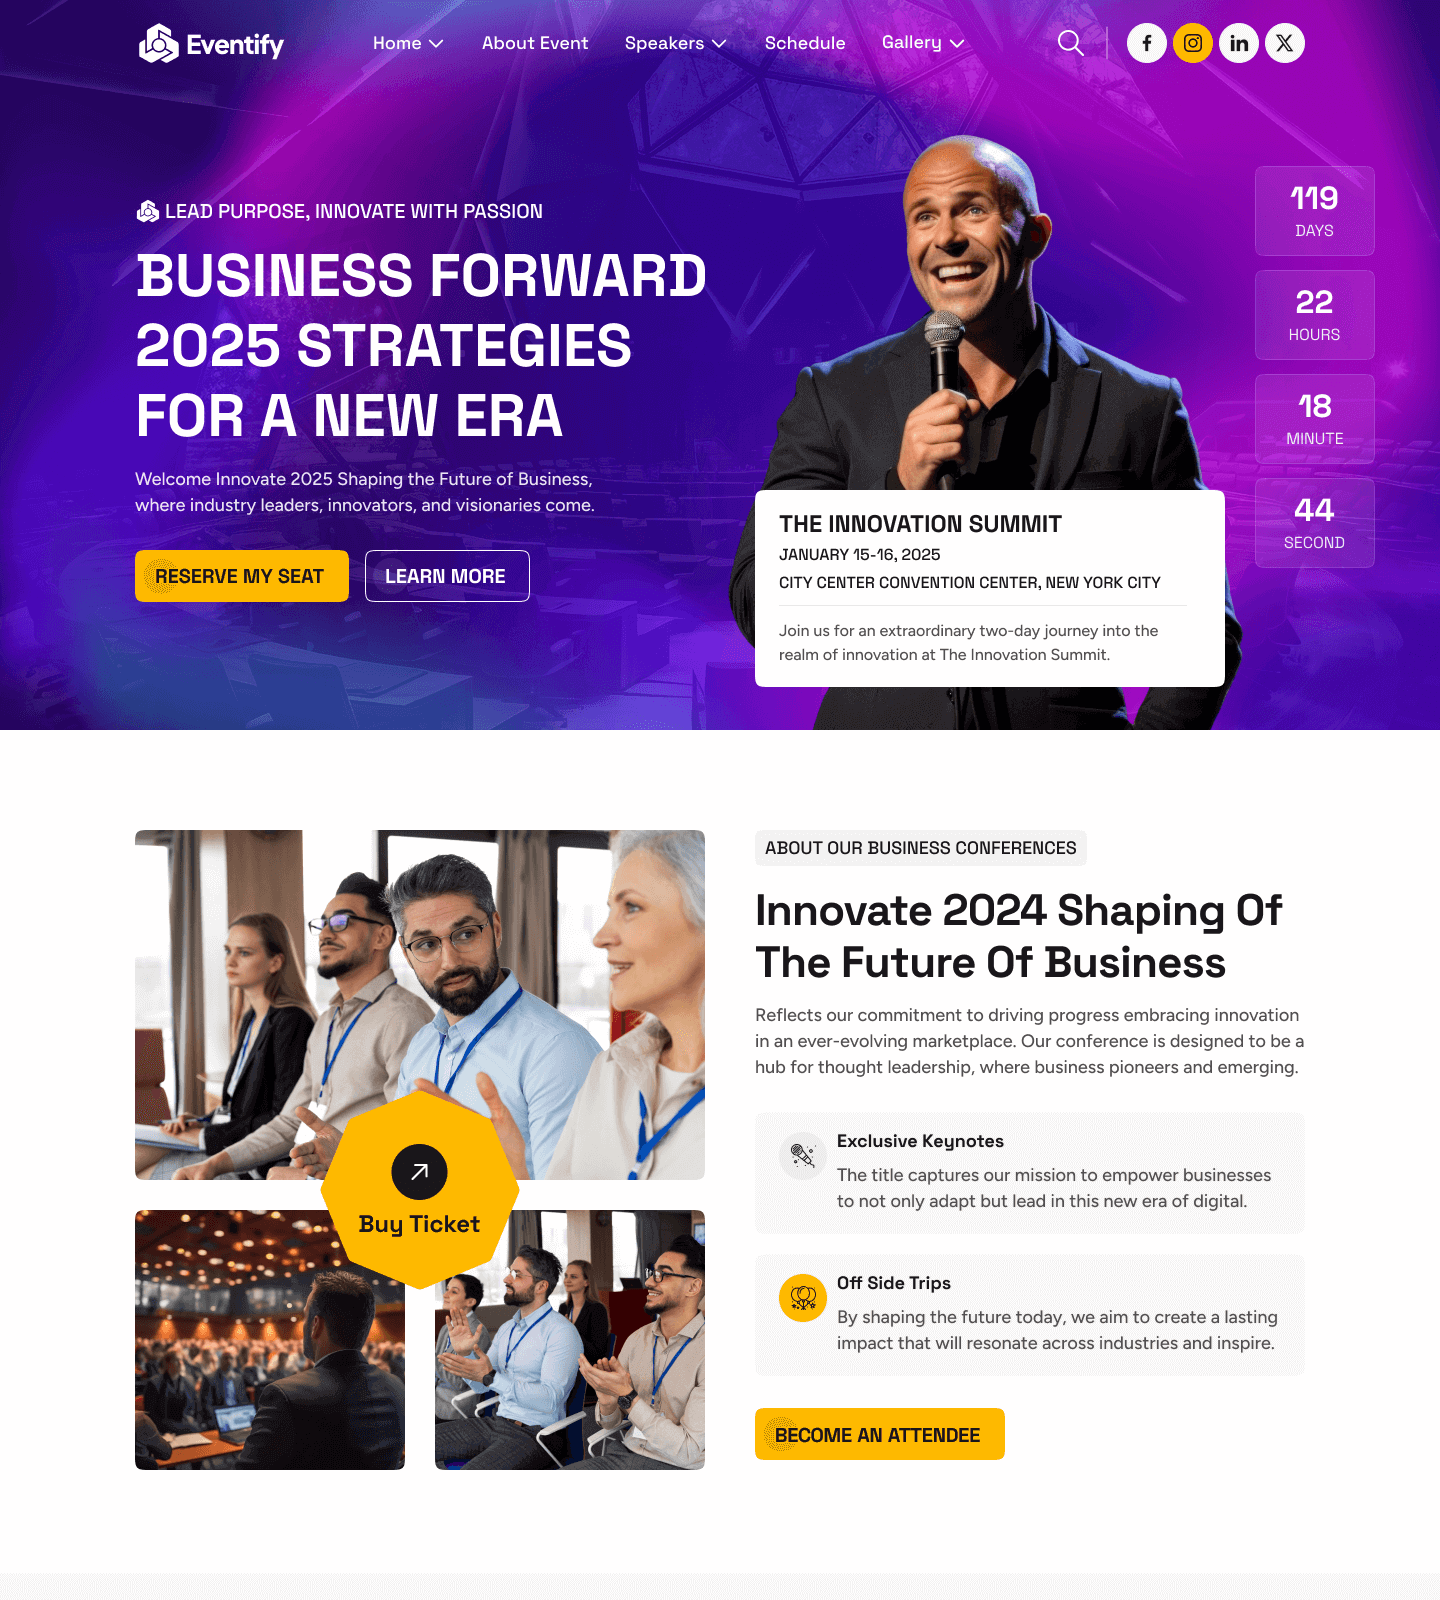 Eventify
Home
About Event
Speakers
Schedule
Gallery
LEAD PURPOSE, INNOVATE WITH PASSION
BUSINESS FORWARD
2025 STRATEGIES
FOR A NEW ERA
Welcome Innovate 2025 Shaping the Future of Business,
where industry leaders, innovators, and visionaries come.
RESERVE MY SEAT
LEARN MORE
119
DAYS
22
HOURS
18
MINUTE
44
SECOND
THE INNOVATION SUMMIT
JANUARY 15-16, 2025
CITY CENTER CONVENTION CENTER, NEW YORK CITY
Join us for an extraordinary two-day journey into the
realm of innovation at The Innovation Summit.
Buy Ticket
ABOUT OUR BUSINESS CONFERENCES
Innovate 2024 Shaping Of
The Future Of Business
Reflects our commitment to driving progress embracing innovation
in an ever-evolving marketplace. Our conference is designed to be a
hub for thought leadership, where business pioneers and emerging.
Exclusive Keynotes
The title captures our mission to empower businesses
to not only adapt but lead in this new era of digital.
Off Side Trips
By shaping the future today, we aim to create a lasting
impact that will resonate across industries and inspire.
BECOME AN ATTENDEE